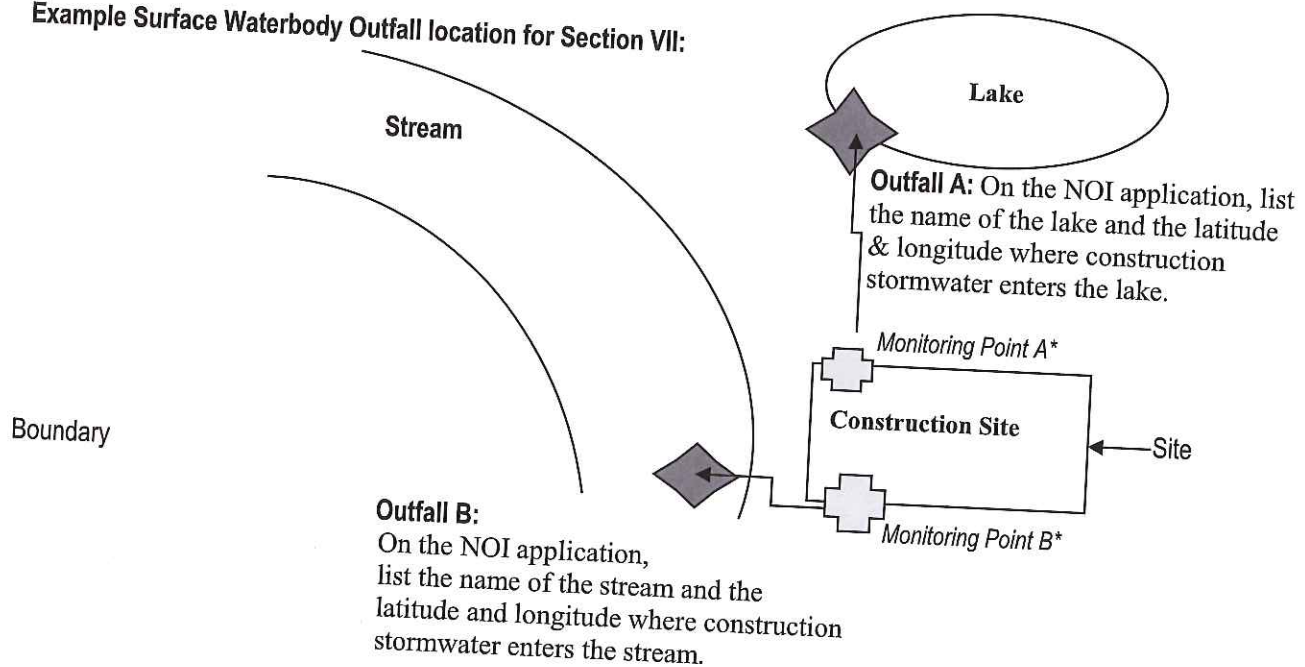 Example Surface Waterbody Outfall location for Section VII:
Stream
Lake
Outfall A: On the NOI application, list
the name of the lake and the latitude
& longitude where construction
stormwater enters the lake.
Monitoring Point A*
Construction Site
Site
Boundary
Monitoring Point B*
Outfall B:
On the NOI application,
list the name of the stream and the
latitude and longitude where construction
stormwater enters the stream.